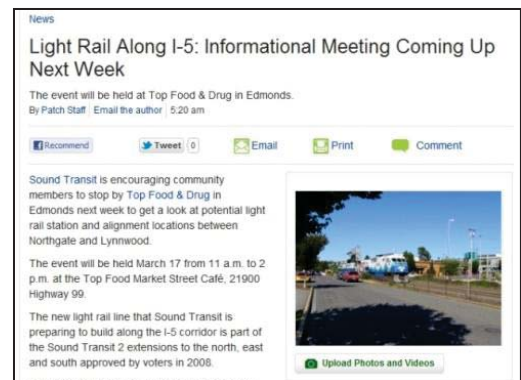 News
Light Rail Along I-5: Informational Meeting Coming Up
Next Week
The event will be held at Top Food & Drug in Edmonds.
By Patch Staff Email the author 5:20 am
Recommend Tweet 0 Email Print Comment
Sound Transit is encouraging community
members to stop by Top Food & Drug in
Edmonds next week to get a look at potential light
rail station and alignment locations between
Northgate and Lynnwood.
The event will be held March 17 from 11 a.m. to 2
p.m. at the Top Food Market Street Café, 21900
Highway 99.
The new light rail line that Sound Transit is
preparing to build along the I-5 corridor is part of
the Sound Transit 2 extensions to the north, east
and south approved by voters in 2008.
Upload Photos and Videos